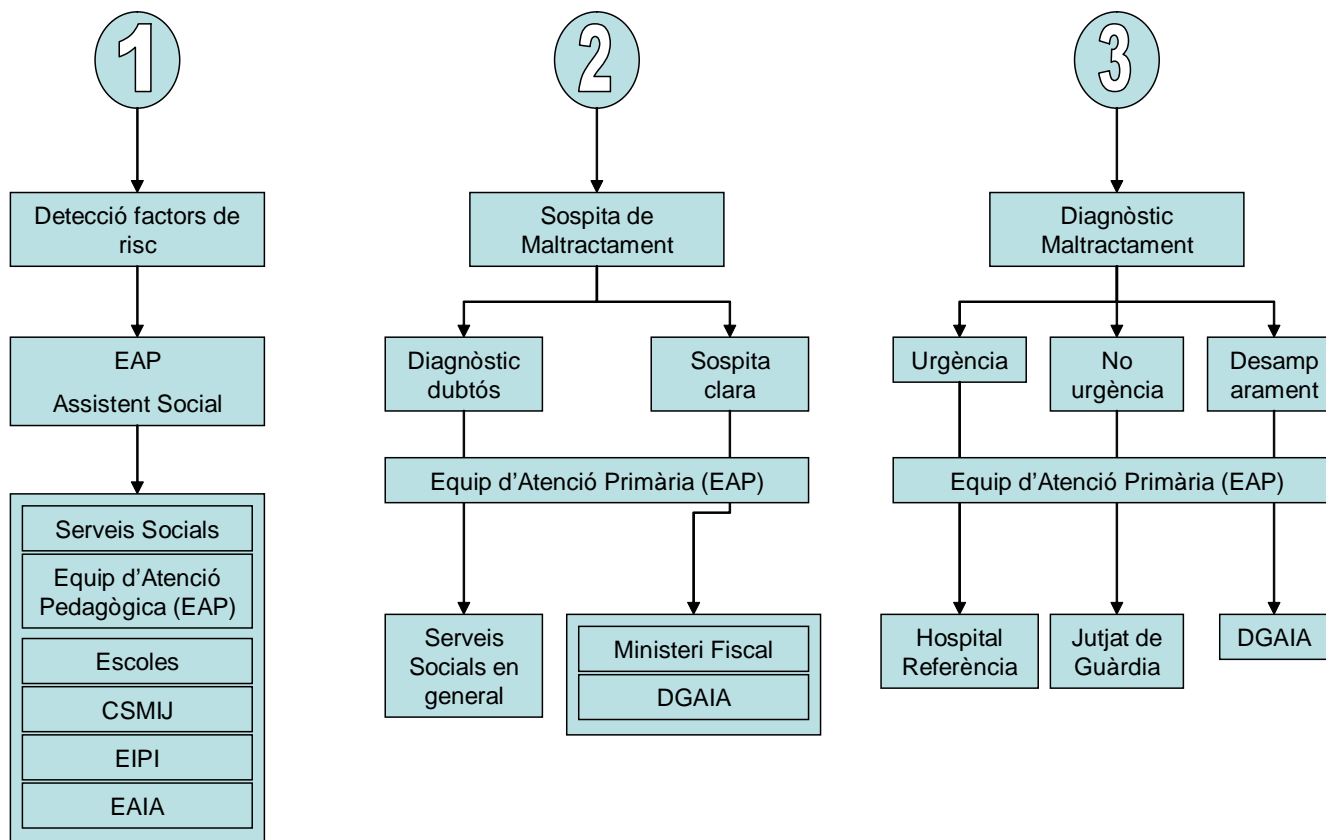 1
Detecció factors de
risc
EAP
Assistent Social
Serveis Socials
Equip d'Atenció
Pedagògica (EAP)
Escoles
CSMIJ
EIPI
EAIA
2
Sospita de
Maltractament
Diagnòstic
dubtós
Sospita
clara
Equip d'Atenció Primària (EAP)
Serveis
Socials en
general
Ministeri Fiscal
DGAIA
3
Diagnòstic
Maltractament
Urgència
No
urgència
Desamp
arament
Equip d'Atenció Primària (EAP)
Hospital
Referència
Jutjat de
Guàrdia
DGAIA